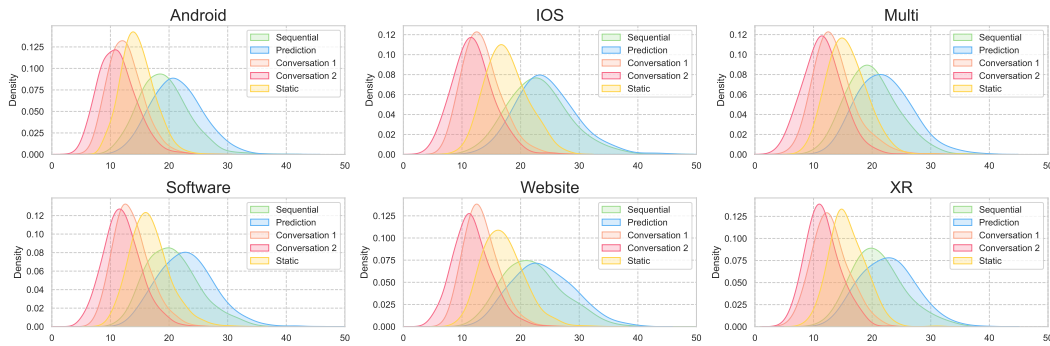 Android
Density
0.125
0.100
0.075
0.050
0.025
0.000
0 10 20 30 40 50
Sequential
Prediction
Conversation 1
Conversation 2
Static
IOS
Density
0.12
0.10
0.08
0.06
0.04
0.02
0.00
0 10 20 30 40 50
Sequential
Prediction
Conversation 1
Conversation 2
Static
Multi
Density
0.12
0.10
0.08
0.06
0.04
0.02
0.00
0 10 20 30 40 50
Sequential
Prediction
Conversation 1
Conversation 2
Static
Software
Density
0.12
0.10
0.08
0.06
0.04
0.02
0.00
0 10 20 30 40 50
Sequential
Prediction
Conversation 1
Conversation 2
Static
Website
Density
0.125
0.100
0.075
0.050
0.025
0.000
0 10 20 30 40 50
Sequential
Prediction
Conversation 1
Conversation 2
Static
XR
Density
0.125
0.100
0.075
0.050
0.025
0.000
0 10 20 30 40 50
Sequential
Prediction
Conversation 1
Conversation 2
Static